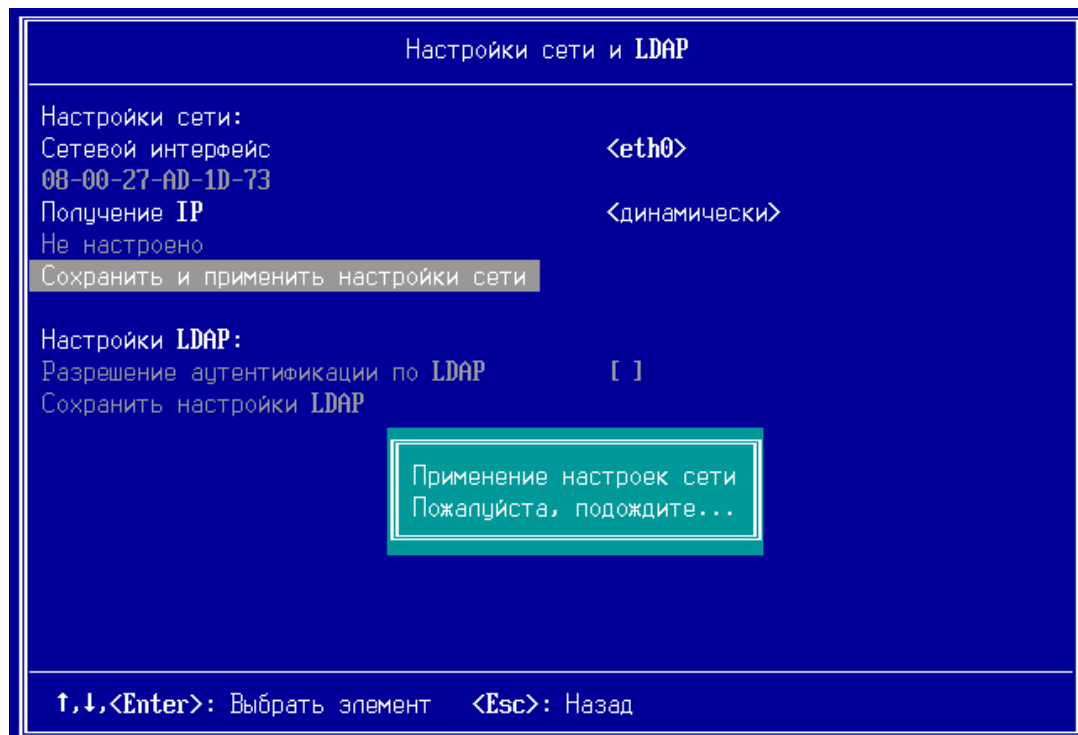 Настройки сети и LDAP
Настройки сети:
Сетевой интерфейс <eth0>
08-00-27-AD-1D-73
Получение IP <динамически>
Не настроено
Сохранить и применить настройки сети
Настройки LDAP:
Разрешение аутентификации по LDAP [ ]
Сохранить настройки LDAP
Применение настроек сети
Пожалуйста, подождите...
↑,↓,<Enter>: Выбрать элемент <Esc>: Назад